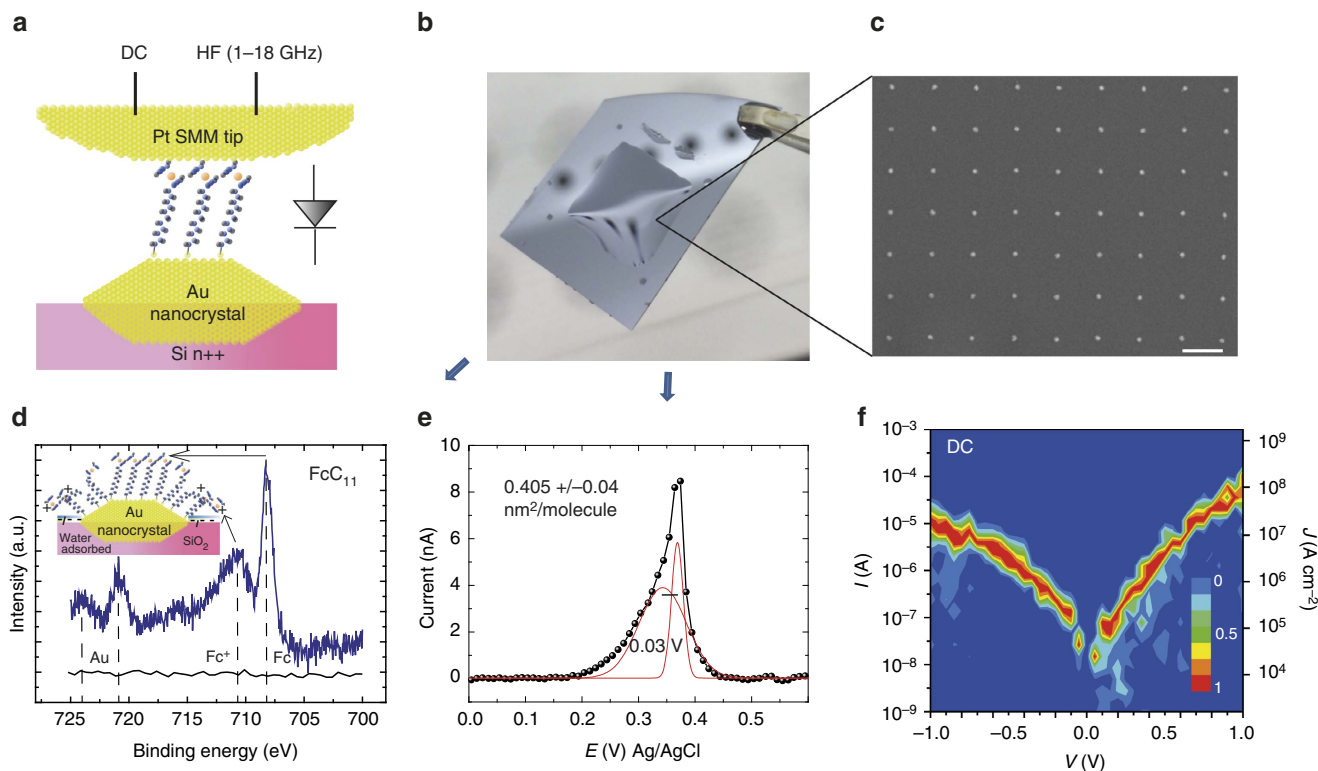 a
DC
HF (1–18 GHz)
Pt SMM tip
Au
nanocrystal
Si n++
b
c
d
FcC11
Au
nanocrystal
Water
adsorbed
SiO2
Au
Fc+
Fc
Intensity (a.u.)
725 720 715 710 705 700
Binding energy (eV)
e
10
8
6
4
2
0
0.405 +/–0.04
nm2/molecule
0.03 V
Current (nA)
0.0 0.1 0.2 0.3 0.4 0.5
E (V) Ag/AgCl
f
DC
10–3
10–4
10–5
10–6
10–7
10–8
10–9
I (A)
109
108
107
106
105
104
J (A cm–2)
0
0.5
1
–1.0 –0.5 0.0 0.5 1.0
V (V)